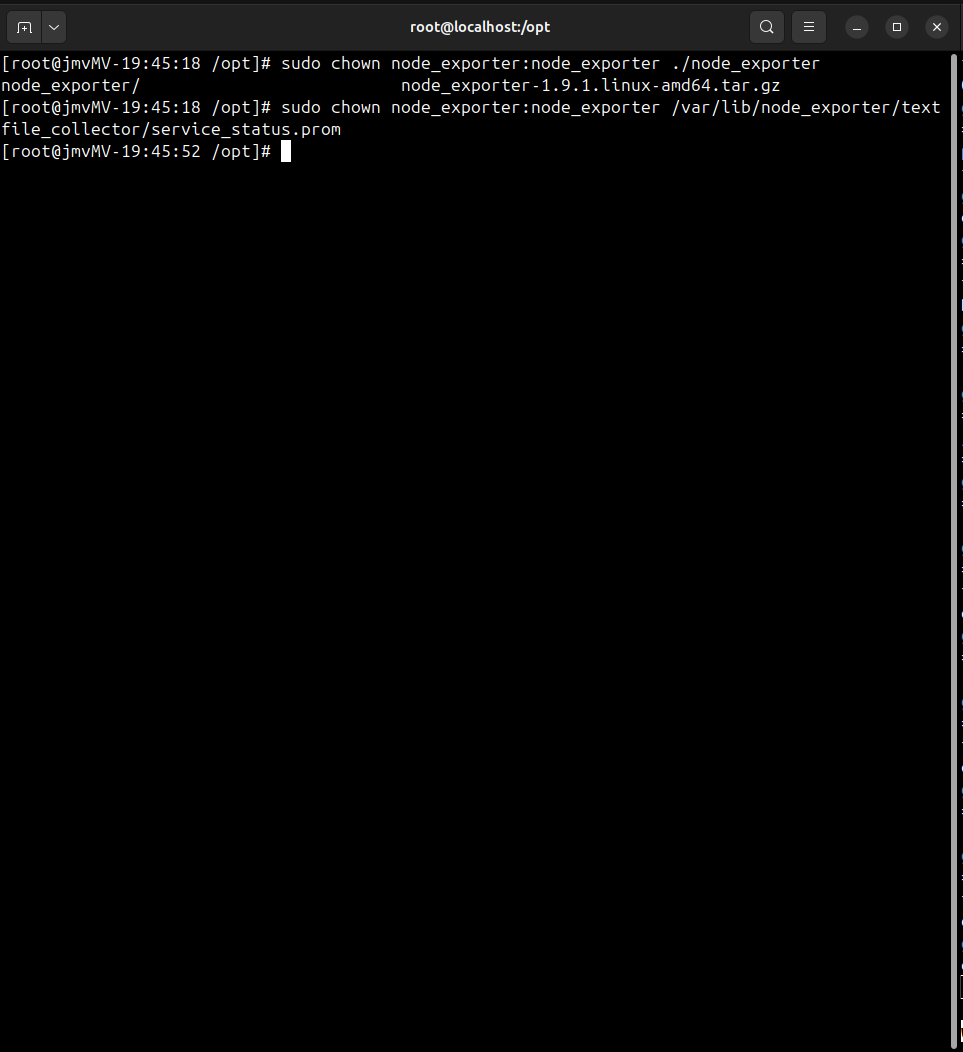 root@localhost:/opt
[root@jmvMV-19:45:18 /opt]# sudo chown node_exporter:node_exporter ./node_exporter
node_exporter/                          node_exporter-1.9.1.linux-amd64.tar.gz
[root@jmvMV-19:45:18 /opt]# sudo chown node_exporter:node_exporter /var/lib/node_exporter/text
file_collector/service_status.prom
[root@jmvMV-19:45:52 /opt]#